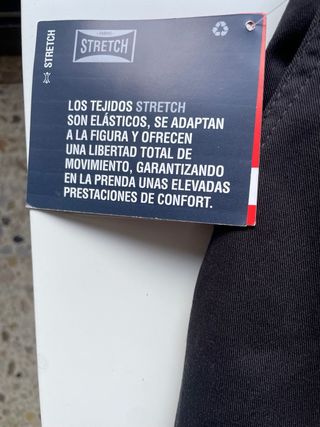 STRETCH
STRETCH
LOS TEJIDOS STRETCH
SON ELÁSTICOS, SE ADAPTAN
A LA FIGURA Y OFRECEN
UNA LIBERTAD TOTAL DE
MOVIMIENTO, GARANTIZANDO
EN LA PRENDA UNAS ELEVADAS
PRESTACIONES DE CONFORT.